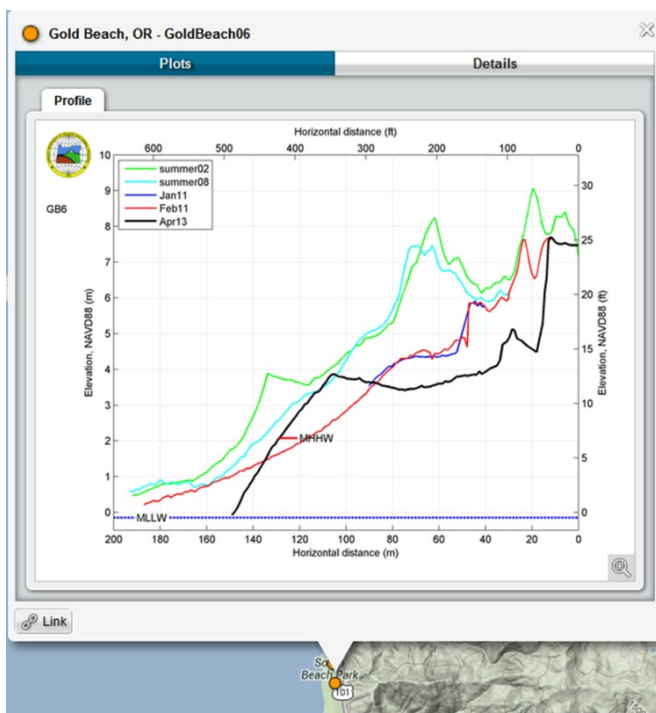 Gold Beach, OR - GoldBeach06
Plots
Details
Profile
Horizontal distance (ft)
600 500 400 300 200 100 0
GB6
summer02
summer08
Jan11
Feb11
Apr13
Elevation, NAVD88 (m)
10
9
8
7
6
5
4
3
2
1
0
Elevation, NAVD88 (ft)
30
25
20
15
10
5
0
MHHW
MLLW
200 180 160 140 120 100 80 60 40 20 0
Horizontal distance (m)
Link
Beach Park
101